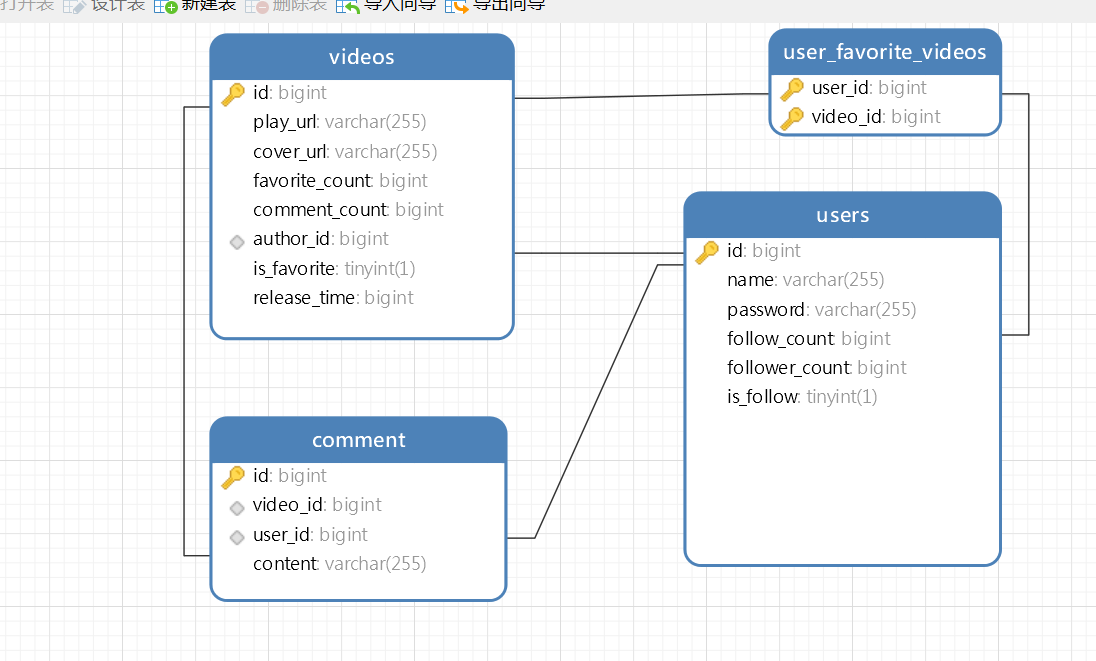 打开表 设计表 新建表 删除表 导入向导 导出向导
videos
id: bigint
play_url: varchar(255)
cover_url: varchar(255)
favorite_count: bigint
comment_count: bigint
author_id: bigint
is_favorite: tinyint(1)
release_time: bigint
user_favorite_videos
user_id: bigint
video_id: bigint
users
id: bigint
name: varchar(255)
password: varchar(255)
follow_count: bigint
follower_count: bigint
is_follow: tinyint(1)
comment
id: bigint
video_id: bigint
user_id: bigint
content: varchar(255)